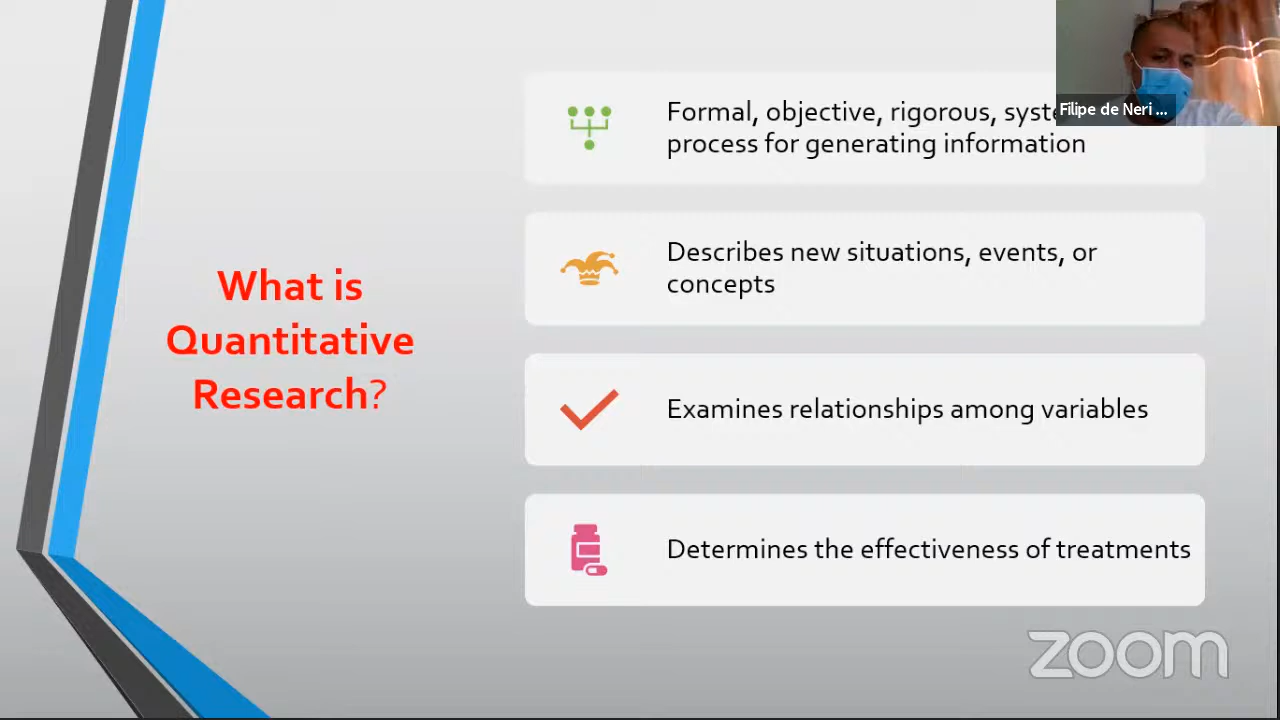 What is
Quantitative
Research?
Formal, objective, rigorous,
process for generating information
Describes new situations, events, or
concepts
Examines relationships among variables
Determines the effectiveness of treatments
Filipe de Neri ...
zoom